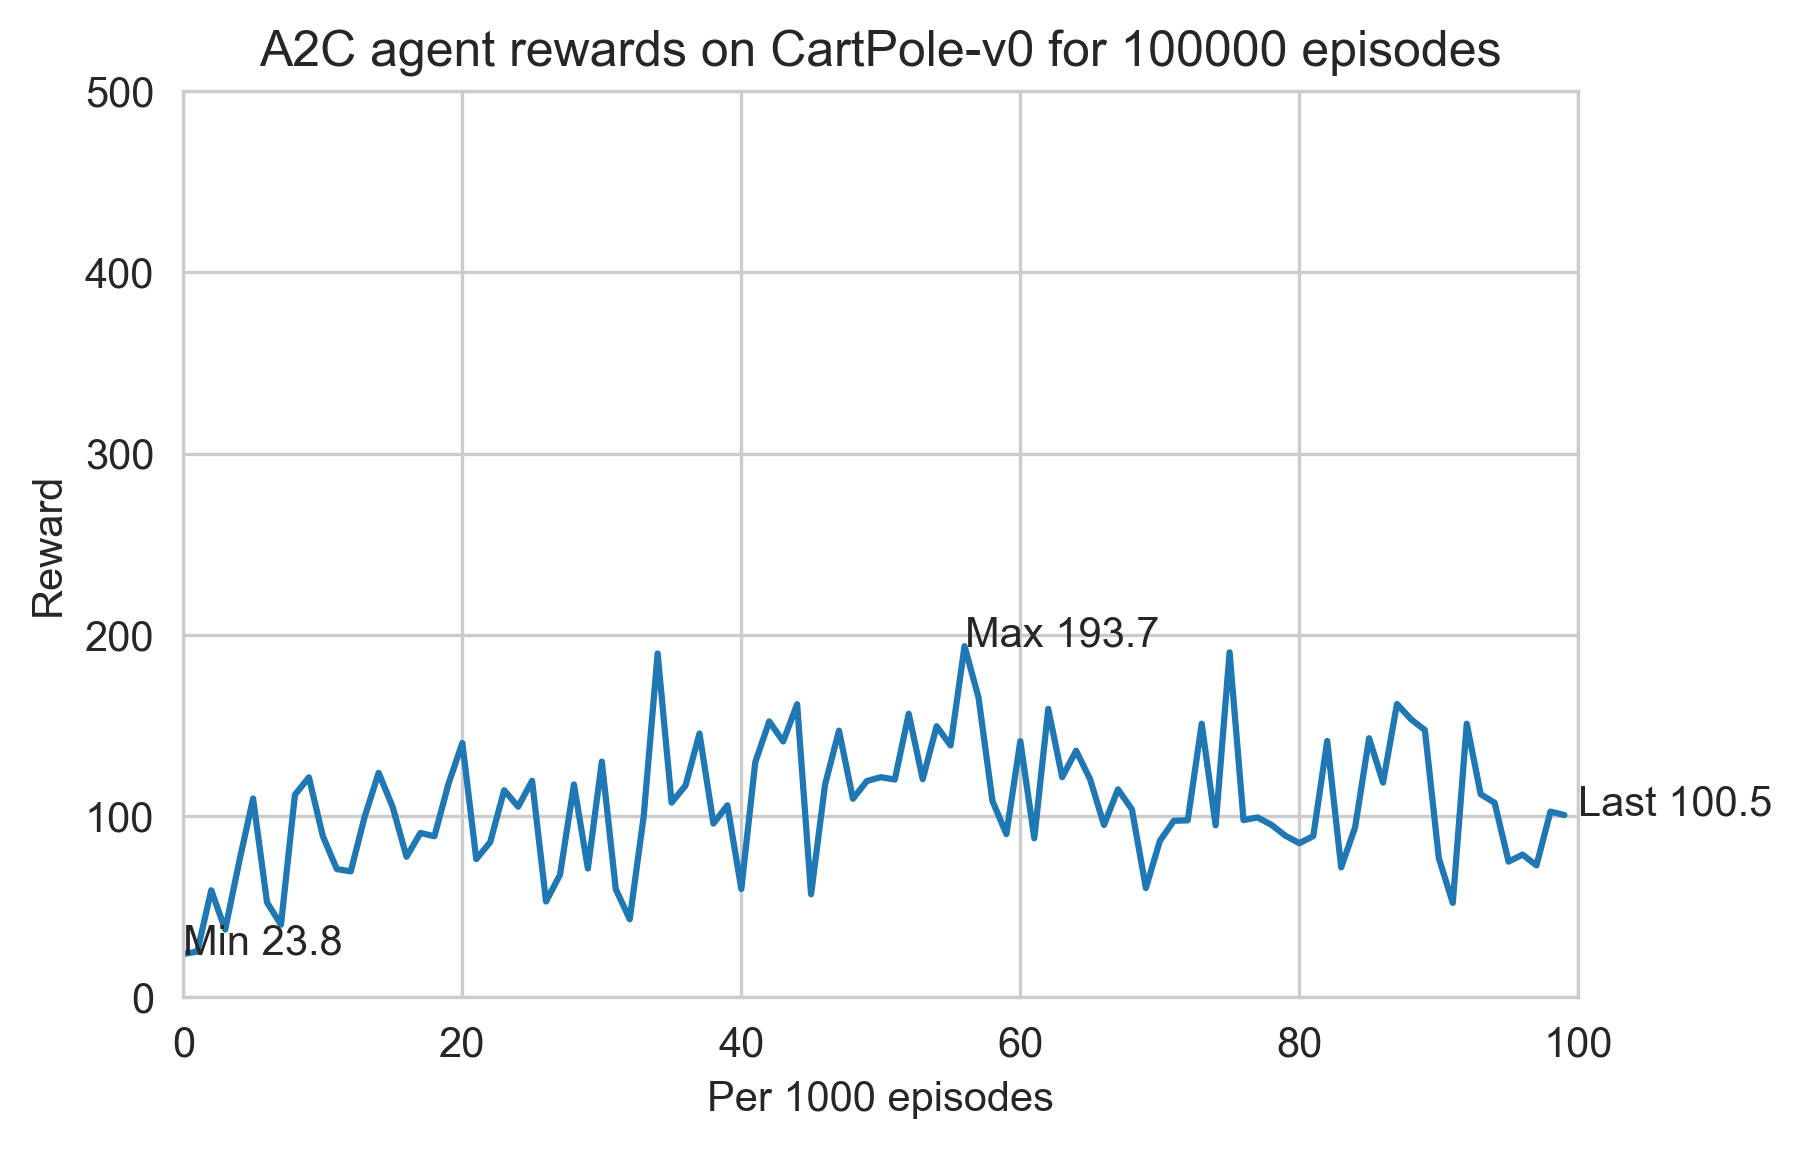 A2C agent rewards on CartPole-v0 for 100000 episodes
500
400
300
200
100
0
Reward
Max 193.7
Last 100.5
Min 23.8
0 20 40 60 80 100
Per 1000 episodes